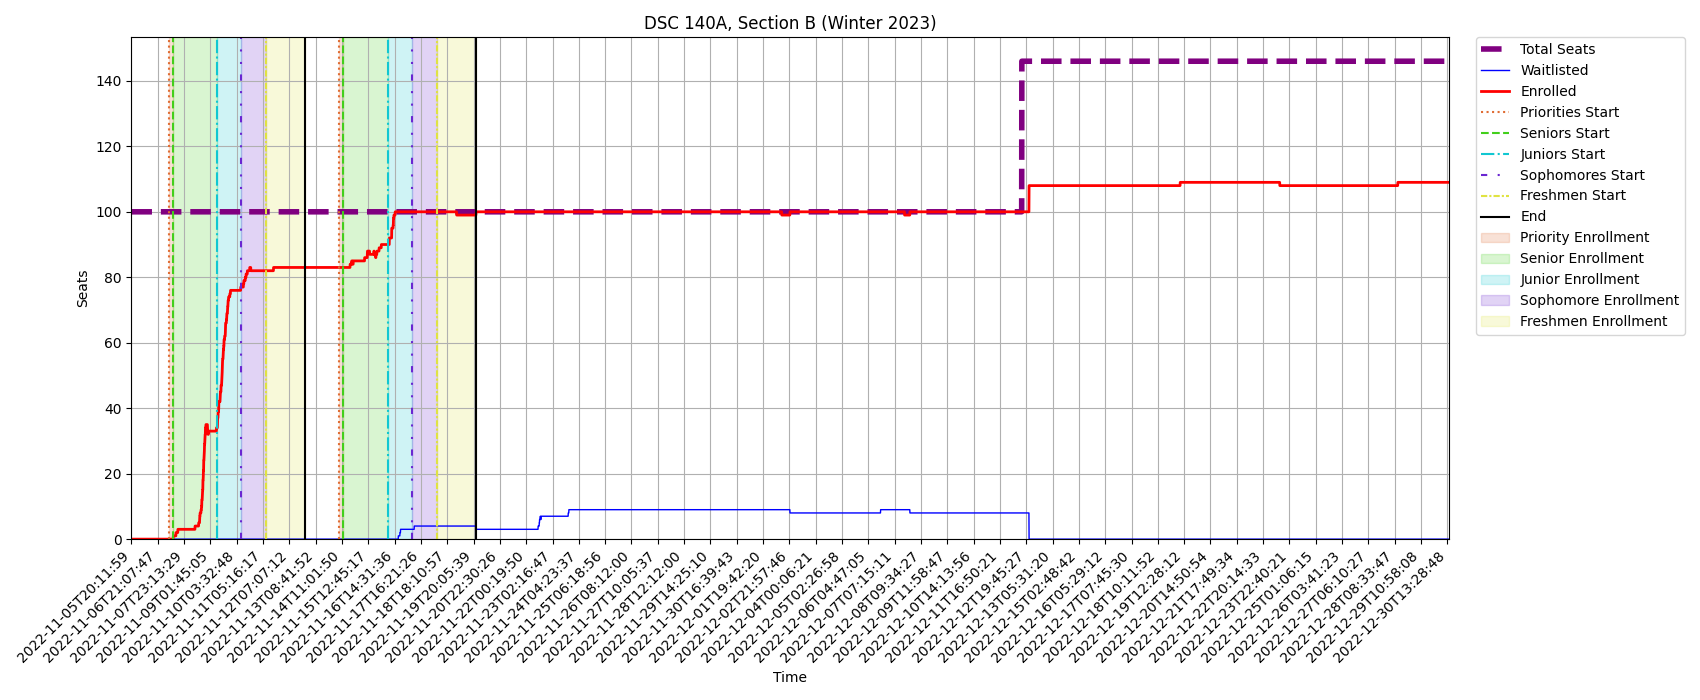 DSC 140A, Section B (Winter 2023)
Seats
140
120
100
80
60
40
20
0
2022-11-05T20:11:59
2022-11-06T21:07:47
2022-11-07T23:13:29
2022-11-09T01:45:05
2022-11-10T03:32:48
2022-11-11T05:16:17
2022-11-12T07:07:12
2022-11-13T08:41:52
2022-11-14T11:01:50
2022-11-15T12:45:17
2022-11-16T14:31:36
2022-11-17T16:21:26
2022-11-18T18:10:57
2022-11-19T20:05:39
2022-11-20T22:30:26
2022-11-22T00:19:50
2022-11-23T02:16:47
2022-11-24T04:23:37
2022-11-25T06:18:56
2022-11-26T08:12:00
2022-11-27T10:05:37
2022-11-28T12:12:00
2022-11-29T14:25:10
2022-11-30T16:39:43
2022-12-01T19:42:20
2022-12-02T21:57:46
2022-12-04T00:06:21
2022-12-05T02:26:58
2022-12-06T04:47:05
2022-12-07T07:15:11
2022-12-08T09:34:27
2022-12-09T11:58:47
2022-12-10T14:13:56
2022-12-11T16:50:21
2022-12-12T19:45:27
2022-12-13T05:31:20
2022-12-15T02:48:42
2022-12-16T05:29:12
2022-12-17T07:45:30
2022-12-18T10:11:52
2022-12-19T12:28:12
2022-12-20T14:50:54
2022-12-21T17:49:34
2022-12-22T20:14:33
2022-12-23T22:40:21
2022-12-25T01:06:15
2022-12-26T03:41:23
2022-12-27T06:10:27
2022-12-28T08:33:47
2022-12-29T10:58:08
2022-12-30T13:28:48
Time
Total Seats
Waitlisted
Enrolled
Priorities Start
Seniors Start
Juniors Start
Sophomores Start
Freshmen Start
End
Priority Enrollment
Senior Enrollment
Junior Enrollment
Sophomore Enrollment
Freshmen Enrollment